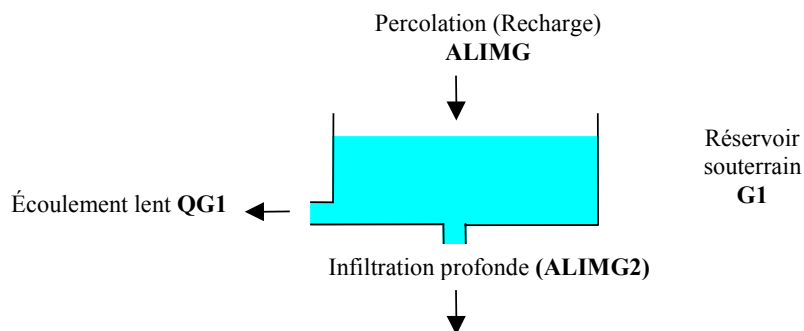 Percolation (Recharge)
ALIMG
Réservoir
souterrain
G1
Écoulement lent QG1
Infiltration profonde (ALIMG2)